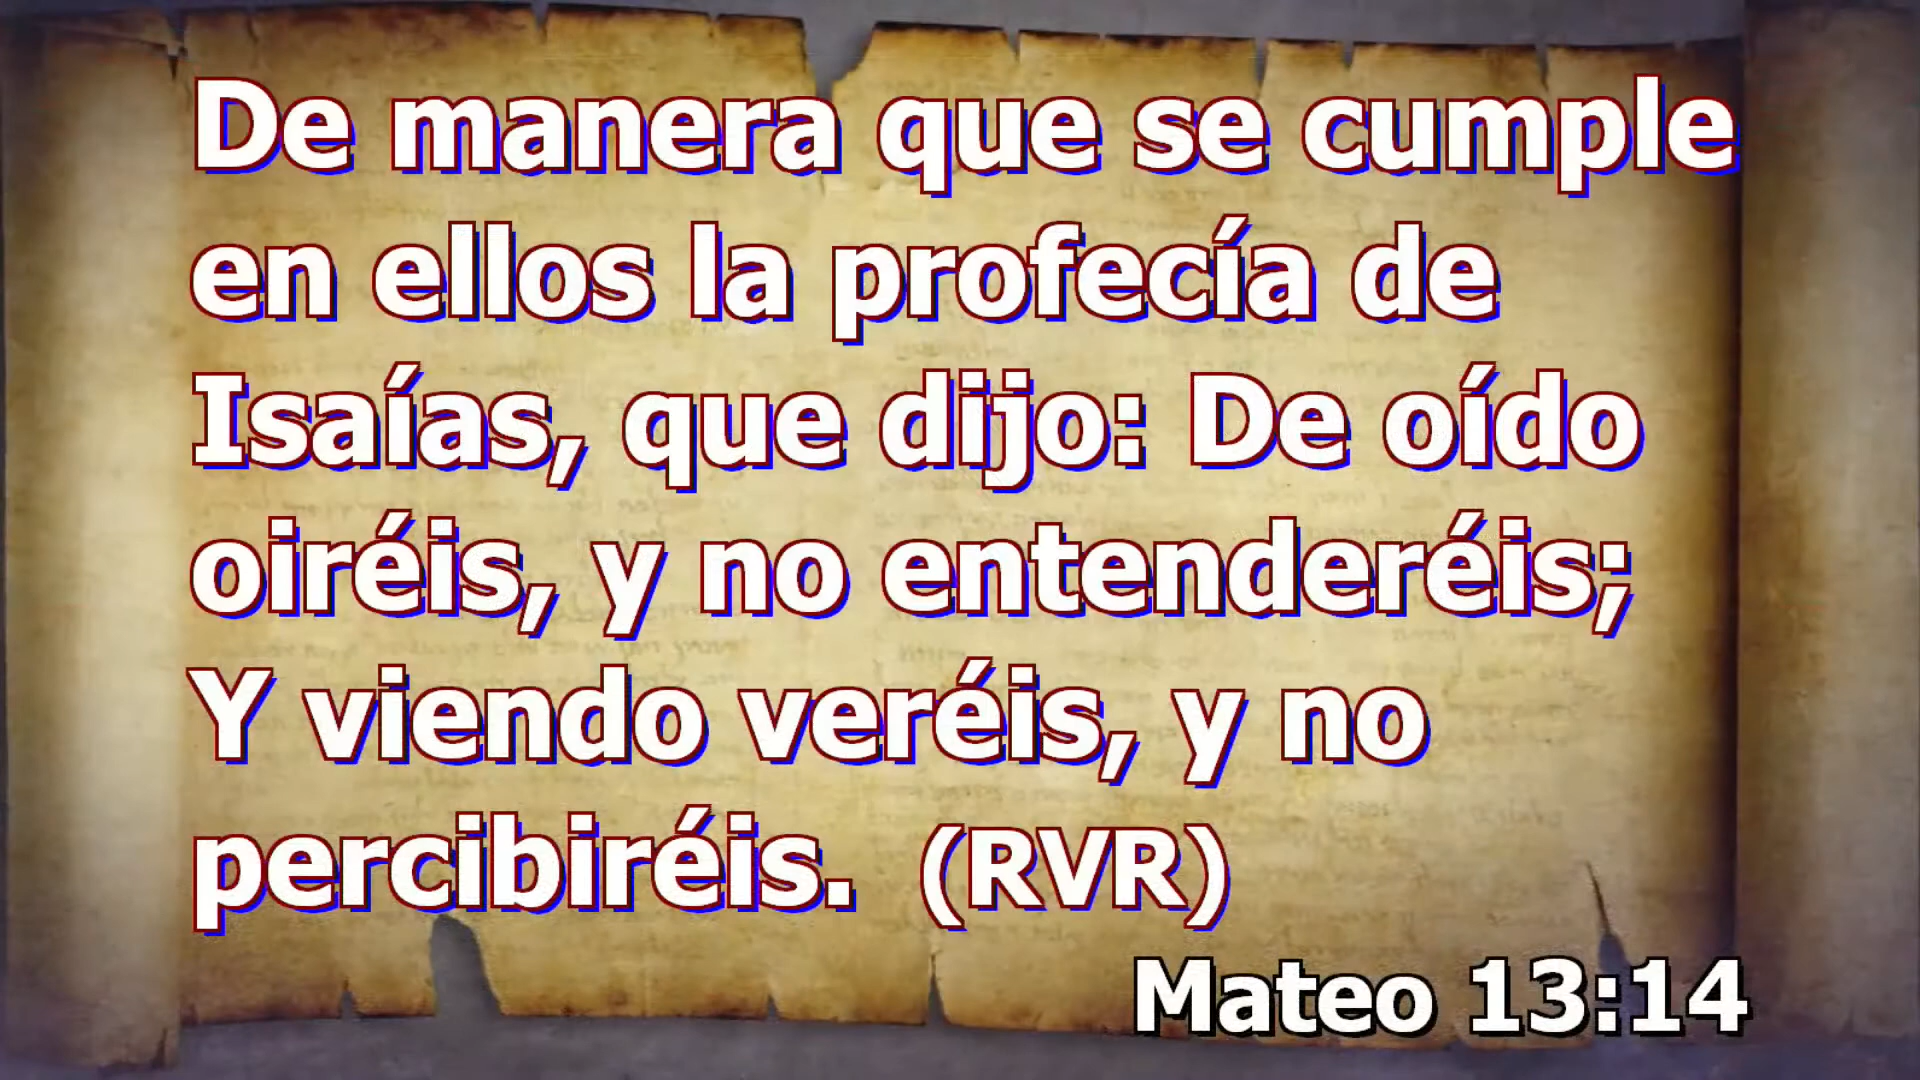 De manera que se cumple
en ellos la profecía de
Isaías, que dijo: De oído
oiréis, y no entenderéis;
Y viendo veréis, y no
percibiréis. (RVR)
Mateo 13:14